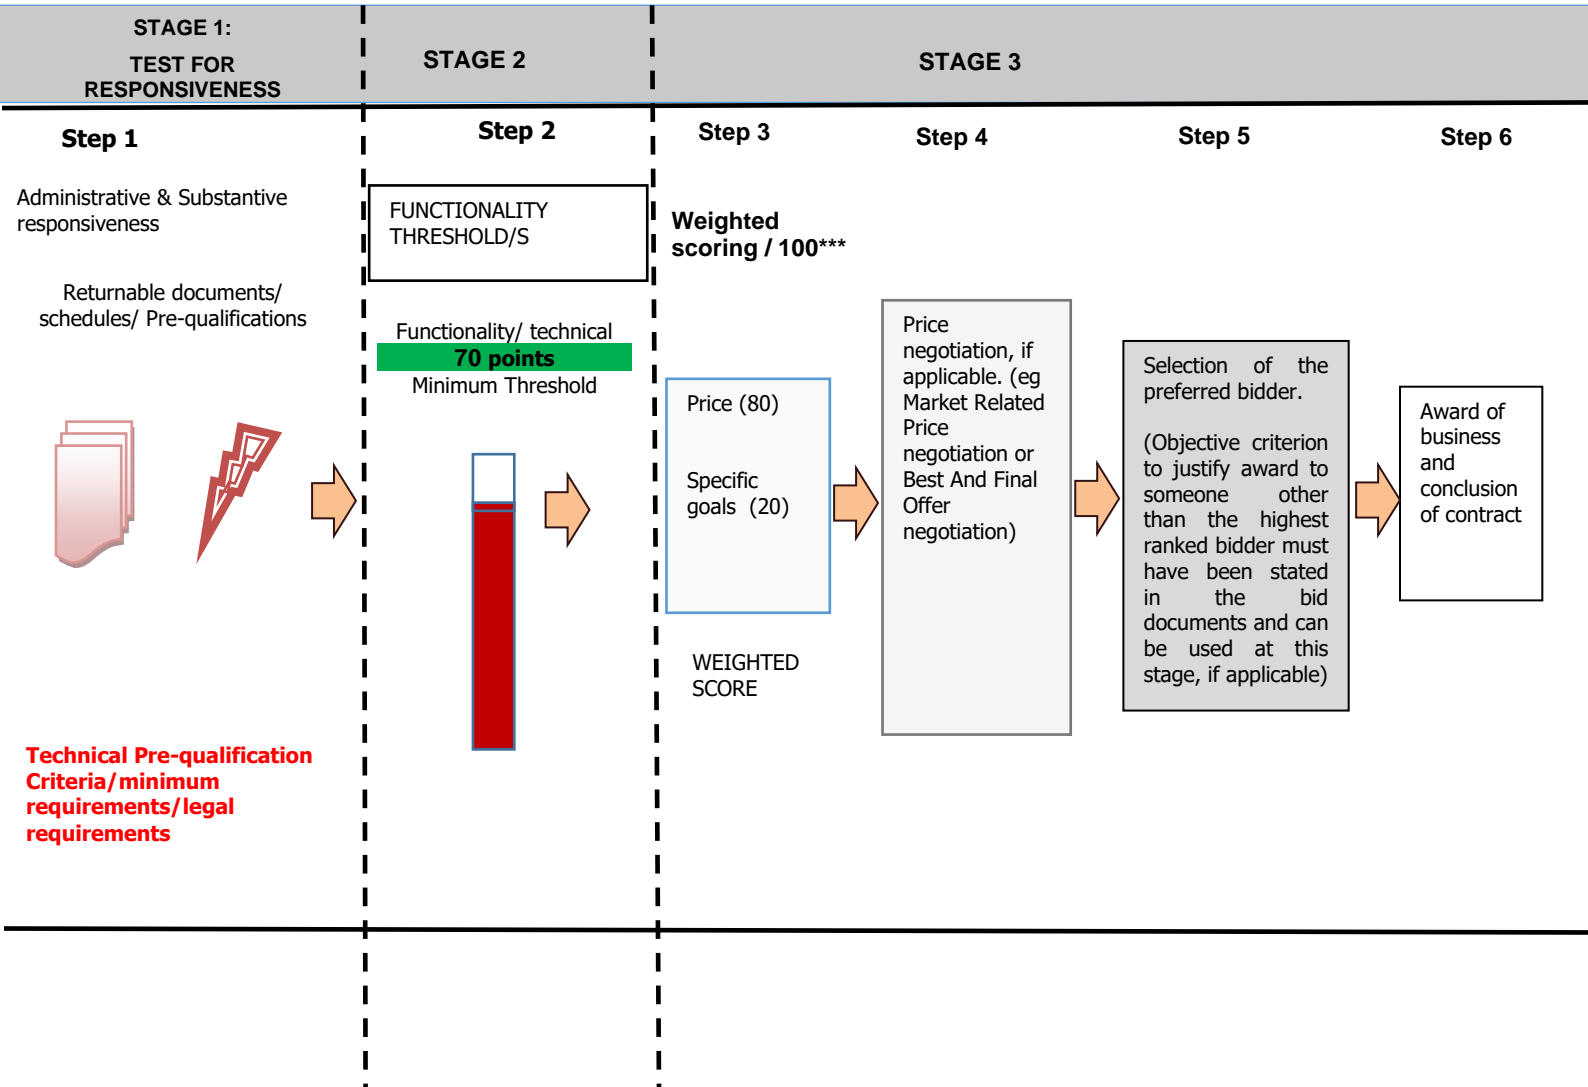 STAGE 1:
TEST FOR
RESPONSIVENESS
STAGE 2
STAGE 3
Step 1
Step 2
Step 3
Step 4
Step 5
Step 6
Administrative & Substantive
responsiveness
Returnable documents/
schedules/ Pre-qualifications
Technical Pre-qualification
Criteria/minimum
requirements/legal
requirements
FUNCTIONALITY
THRESHOLD/S
Functionality/ technical
70 points
Minimum Threshold
Weighted
scoring / 100***
Price (80)
Specific
goals (20)
WEIGHTED
SCORE
Price
negotiation, if
applicable. (eg
Market Related
Price
negotiation or
Best And Final
Offer
negotiation)
Selection of the
preferred bidder.
(Objective criterion
to justify award to
someone other
than the highest
ranked bidder must
have been stated
in the bid
documents and can
be used at this
stage, if applicable)
Award of
business
and
conclusion
of contract